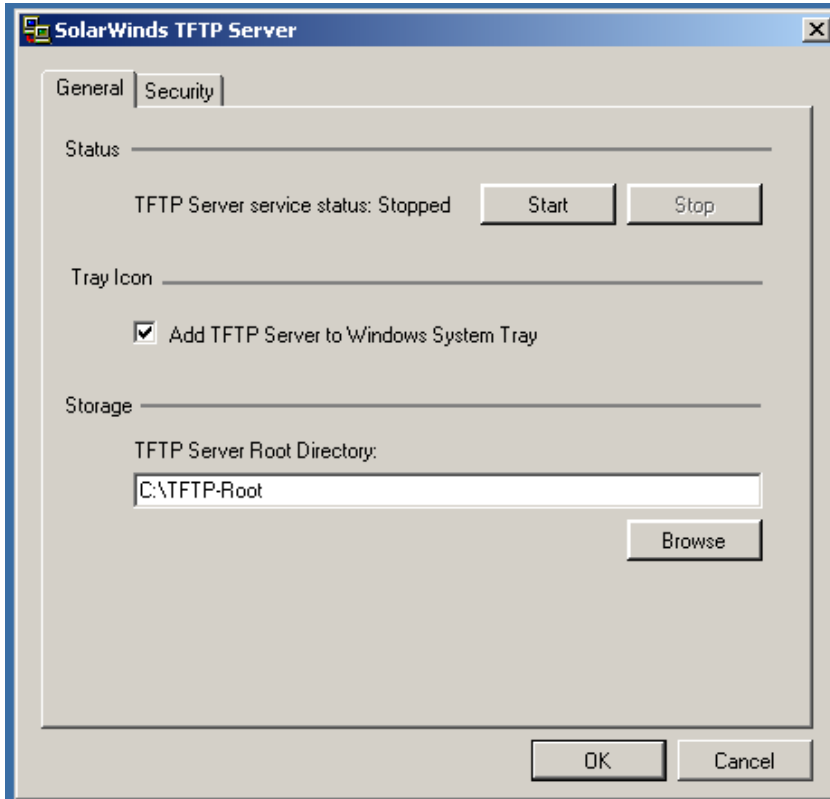 SolarWinds TFTP Server
General Security
Status
TFTP Server service status: Stopped Start Stop
Tray Icon
Add TFTP Server to Windows System Tray
Storage
TFTP Server Root Directory:
C:\TFTP-Root
Browse
OK Cancel